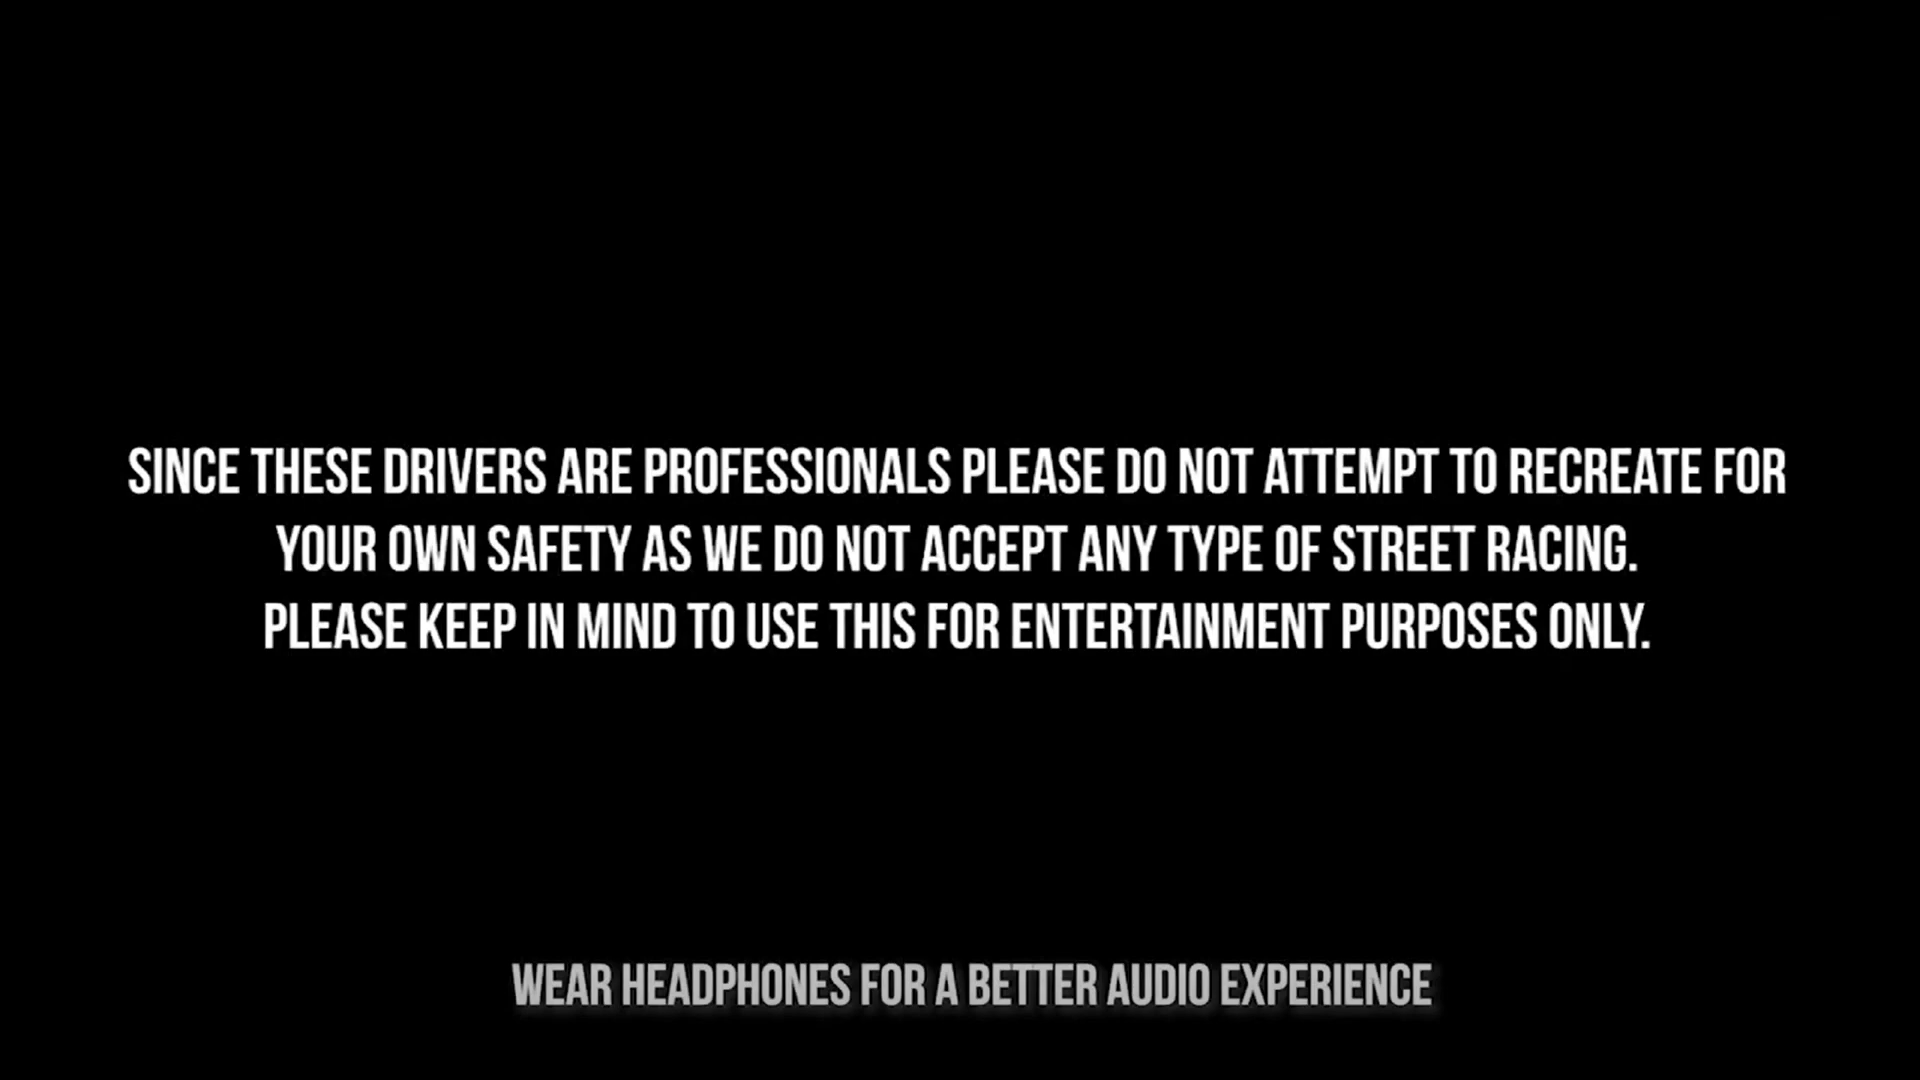 SINCE THESE DRIVERS ARE PROFESSIONALS PLEASE DO NOT ATTEMPT TO RECREATE FOR
YOUR OWN SAFETY AS WE DO NOT ACCEPT ANY TYPE OF STREET RACING.
PLEASE KEEP IN MIND TO USE THIS FOR ENTERTAINMENT PURPOSES ONLY.
WEAR HEADPHONES FOR A BETTER AUDIO EXPERIENCE